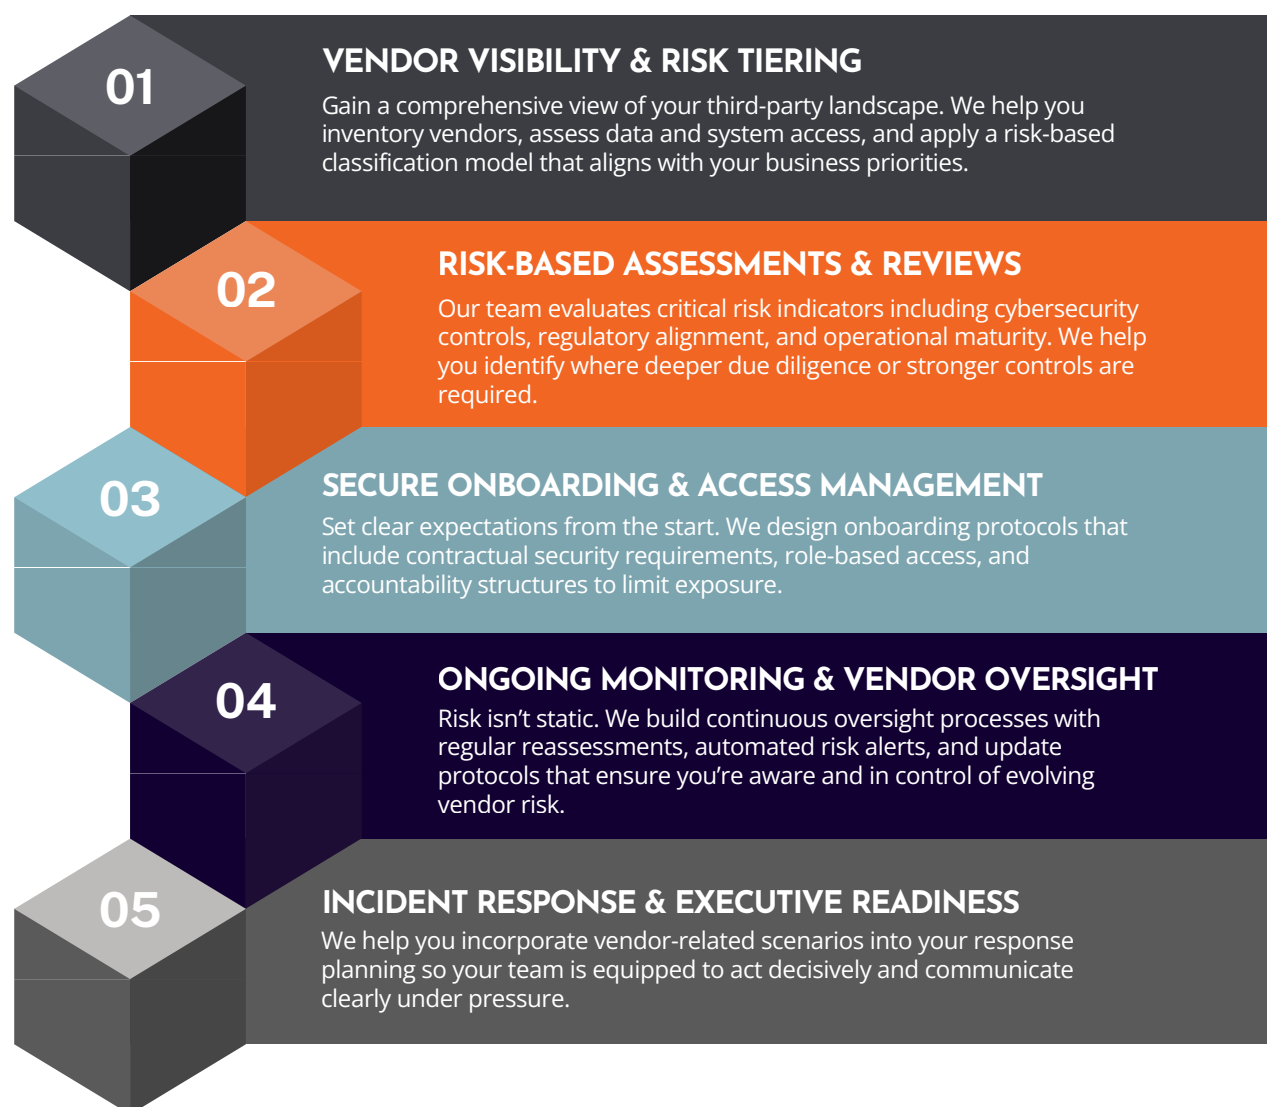 01
VENDOR VISIBILITY & RISK TIERING
Gain a comprehensive view of your third-party landscape. We help you
inventory vendors, assess data and system access, and apply a risk-based
classification model that aligns with your business priorities.
02
RISK-BASED ASSESSMENTS & REVIEWS
Our team evaluates critical risk indicators including cybersecurity
controls, regulatory alignment, and operational maturity. We help
you identify where deeper due diligence or stronger controls are
required.
03
SECURE ONBOARDING & ACCESS MANAGEMENT
Set clear expectations from the start. We design onboarding protocols that
include contractual security requirements, role-based access, and
accountability structures to limit exposure.
04
ONGOING MONITORING & VENDOR OVERSIGHT
Risk isn’t static. We build continuous oversight processes with
regular reassessments, automated risk alerts, and update
protocols that ensure you’re aware and in control of evolving
vendor risk.
05
INCIDENT RESPONSE & EXECUTIVE READINESS
We help you incorporate vendor-related scenarios into your response
planning so your team is equipped to act decisively and communicate
clearly under pressure.